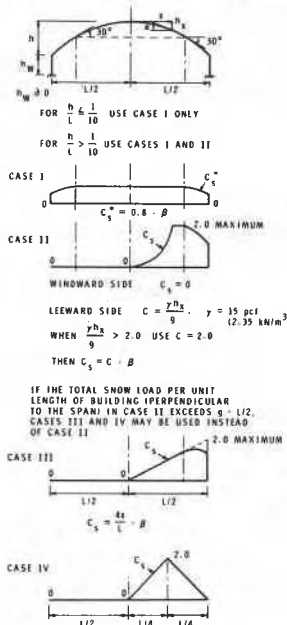 x
h_x
30°
30°
h
h_w
h_w ≥ 0
L/2 L/2
FOR h/L ≤ 1/10 USE CASE I ONLY
FOR h/L > 1/10 USE CASES I AND II
CASE I
C_s*
0 0
C_s* = 0.8 · β
2.0 MAXIMUM
CASE II
C_s
0 0
WINDWARD SIDE C_s = 0
LEEWARD SIDE C = γh_x/g . γ = 15 pcf
(2.35 kN/m³
WHEN γh_x/g > 2.0 USE C = 2.0
THEN C_s = C · β
IF THE TOTAL SNOW LOAD PER UNIT
LENGTH OF BUILDING (PERPENDICULAR
TO THE SPAN) IN CASE II EXCEEDS g · L/2,
CASES III AND IV MAY BE USED INSTEAD
OF CASE II
2.0 MAXIMUM
CASE III
C_s
0 0
L/2 L/2
C_s = 4x/L · β
2.0
CASE IV
C_s
0 0
L/2 L/4 L/4